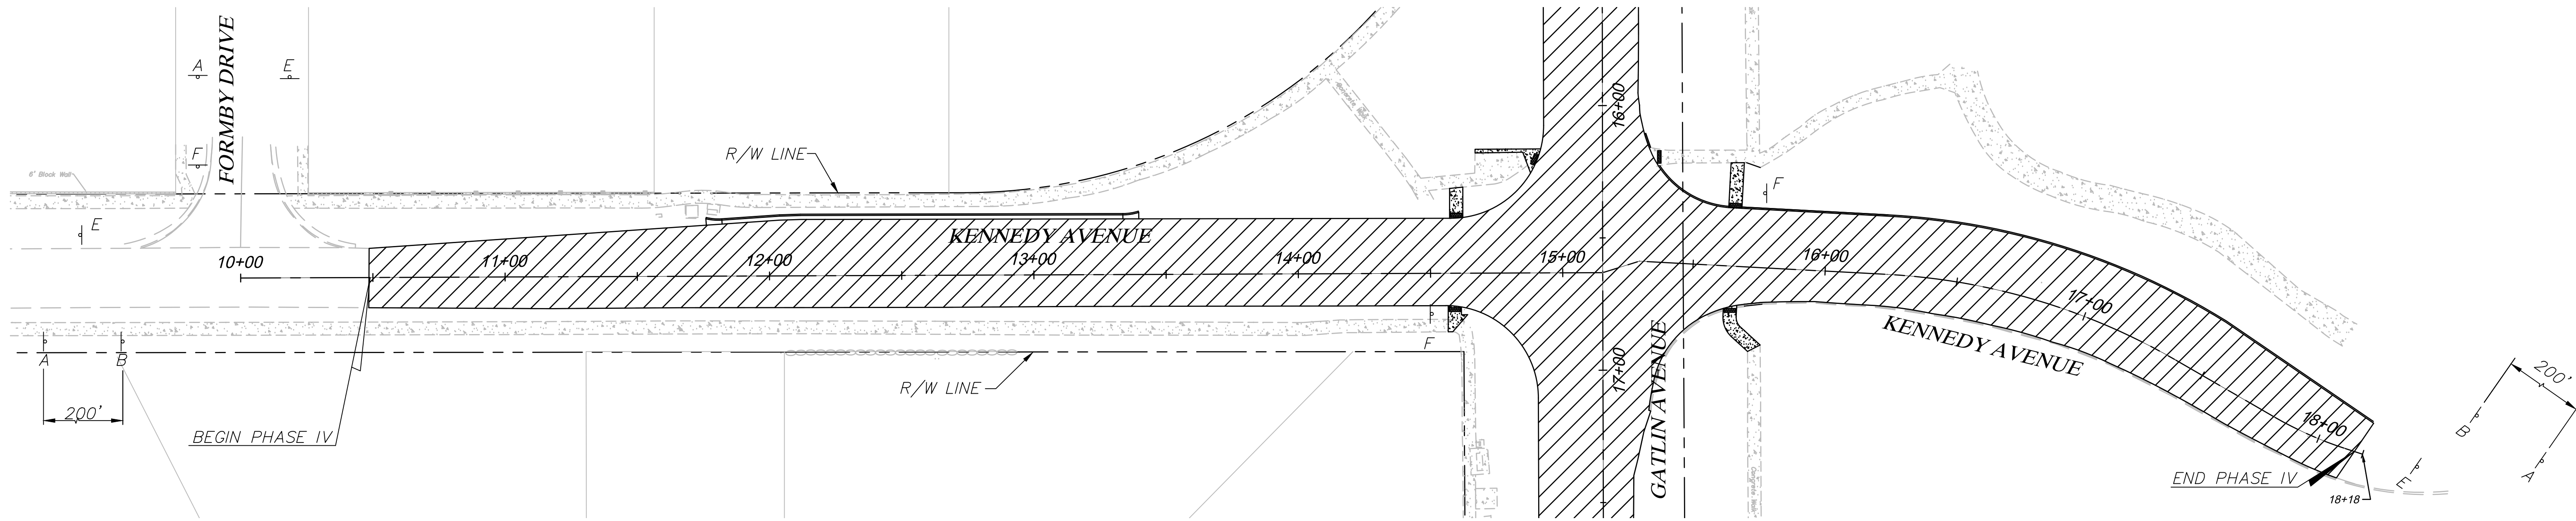 A
E
F
FORMBY DRIVE
6' Block Wall
E
R/W LINE
10+00
11+00
12+00
KENNEDY AVENUE
13+00
14+00
15+00
16+00
F
16+00
KENNEDY AVENUE
17+00
18+00
17+00
GATLIN AVENUE
F
R/W LINE
A
B
200'
BEGIN PHASE IV
END PHASE IV
18+18
E
B
A
200'
Concrete Walk